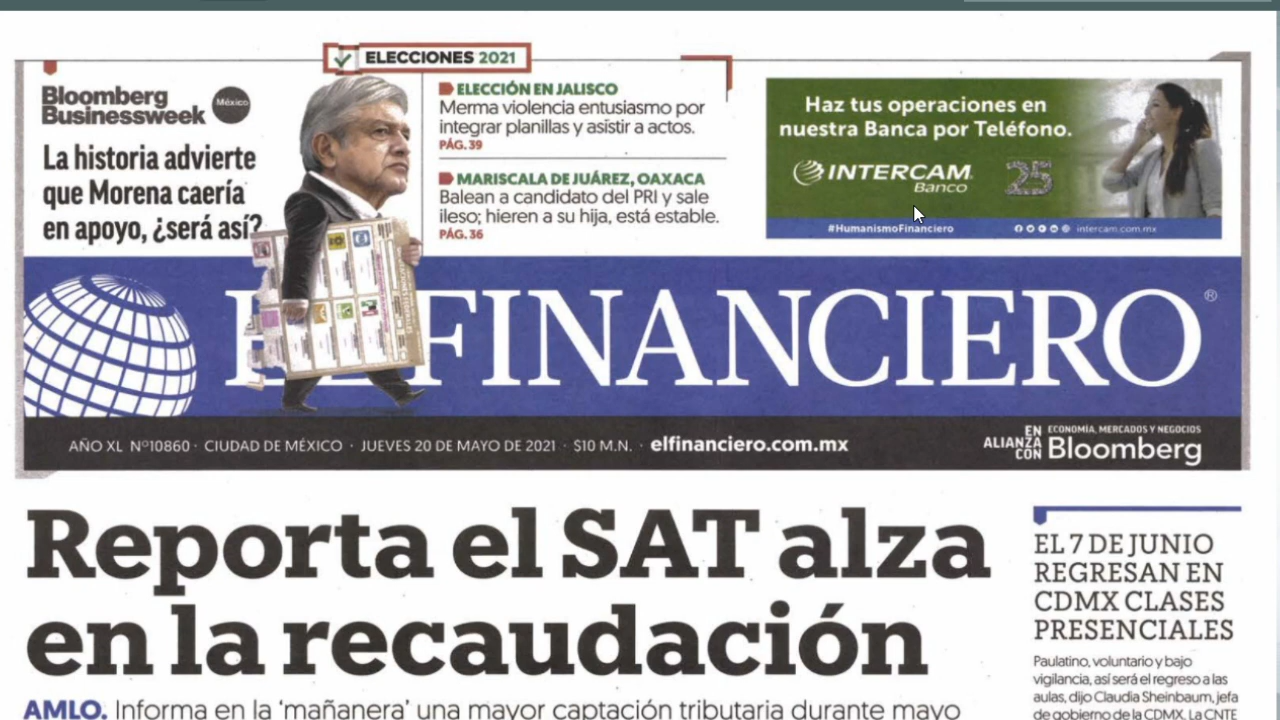 ELECCIONES 2021
Bloomberg
Businessweek
México
La historia advierte
que Morena caería
en apoyo, ¿será así?
ELECCIÓN EN JALISCO
Merma violencia entusiasmo por
integrar planillas y asistir a actos.
PÁG. 39
MARISCALA DE JUÁREZ, OAXACA
Balean a candidato del PRI y sale
ileso; hieren a su hija, está estable.
PÁG. 36
Haz tus operaciones en
nuestra Banca por Teléfono.
INTERCAM
Banco
25
#HumanismoFinanciero
intercam.com.mx
EL FINANCIERO®
AÑO XL Nº10860 · CIUDAD DE MÉXICO · JUEVES 20 DE MAYO DE 2021 · $10 M.N. · elfinanciero.com.mx
EN
ALIANZA
CON
ECONOMÍA, MERCADOS Y NEGOCIOS
Bloomberg
Reporta el SAT alza
en la recaudación
AMLO. Informa en la ‘mañanera’ una mayor captación tributaria durante mayo
EL 7 DE JUNIO
REGRESAN EN
CDMX CLASES
PRESENCIALES
Paulatino, voluntario y bajo
vigilancia, así será el regreso a las
aulas, dijo Claudia Sheinbaum, jefa
de gobierno de la CDMX. La CNTE